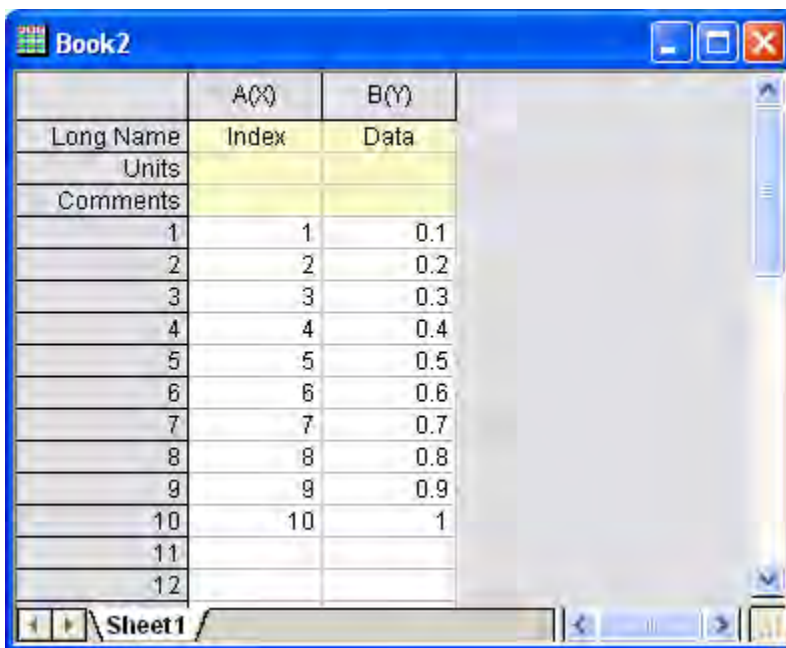 Book2
A(X) B(Y)
Long Name Index Data
Units
Comments
1 1 0.1
2 2 0.2
3 3 0.3
4 4 0.4
5 5 0.5
6 6 0.6
7 7 0.7
8 8 0.8
9 9 0.9
10 10 1
11
12
Sheet1